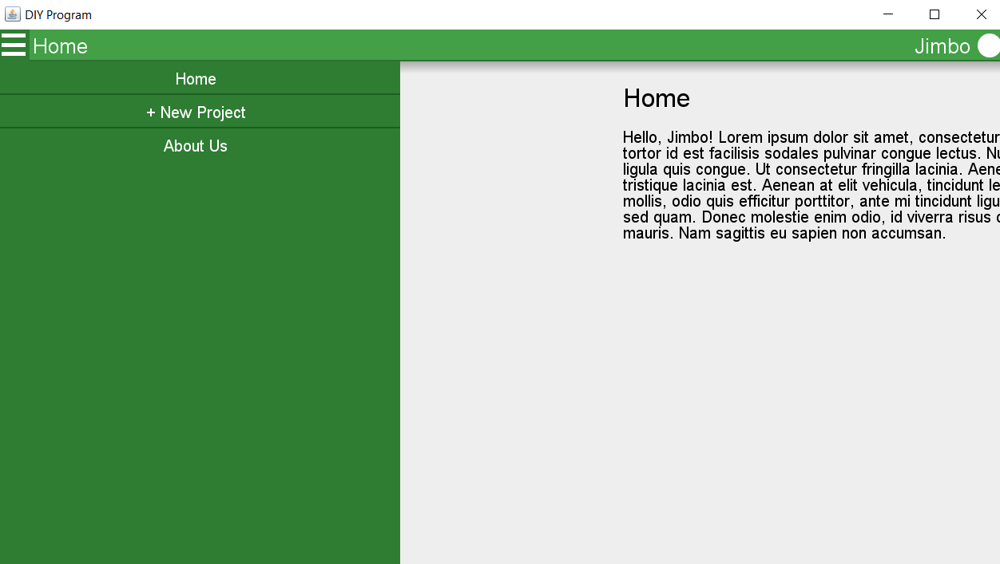 DIY Program
Home
Jimbo
Home
+ New Project
About Us
Home
Hello, Jimbo! Lorem ipsum dolor sit amet, consectetur
tortor id est facilisis sodales pulvinar congue lectus. Nu
ligula quis congue. Ut consectetur fringilla lacinia. Aene
tristique lacinia est. Aenean at elit vehicula, tincidunt le
mollis, odio quis efficitur porttitor, ante mi tincidunt ligu
sed quam. Donec molestie enim odio, id viverra risus
mauris. Nam sagittis eu sapien non accumsan.